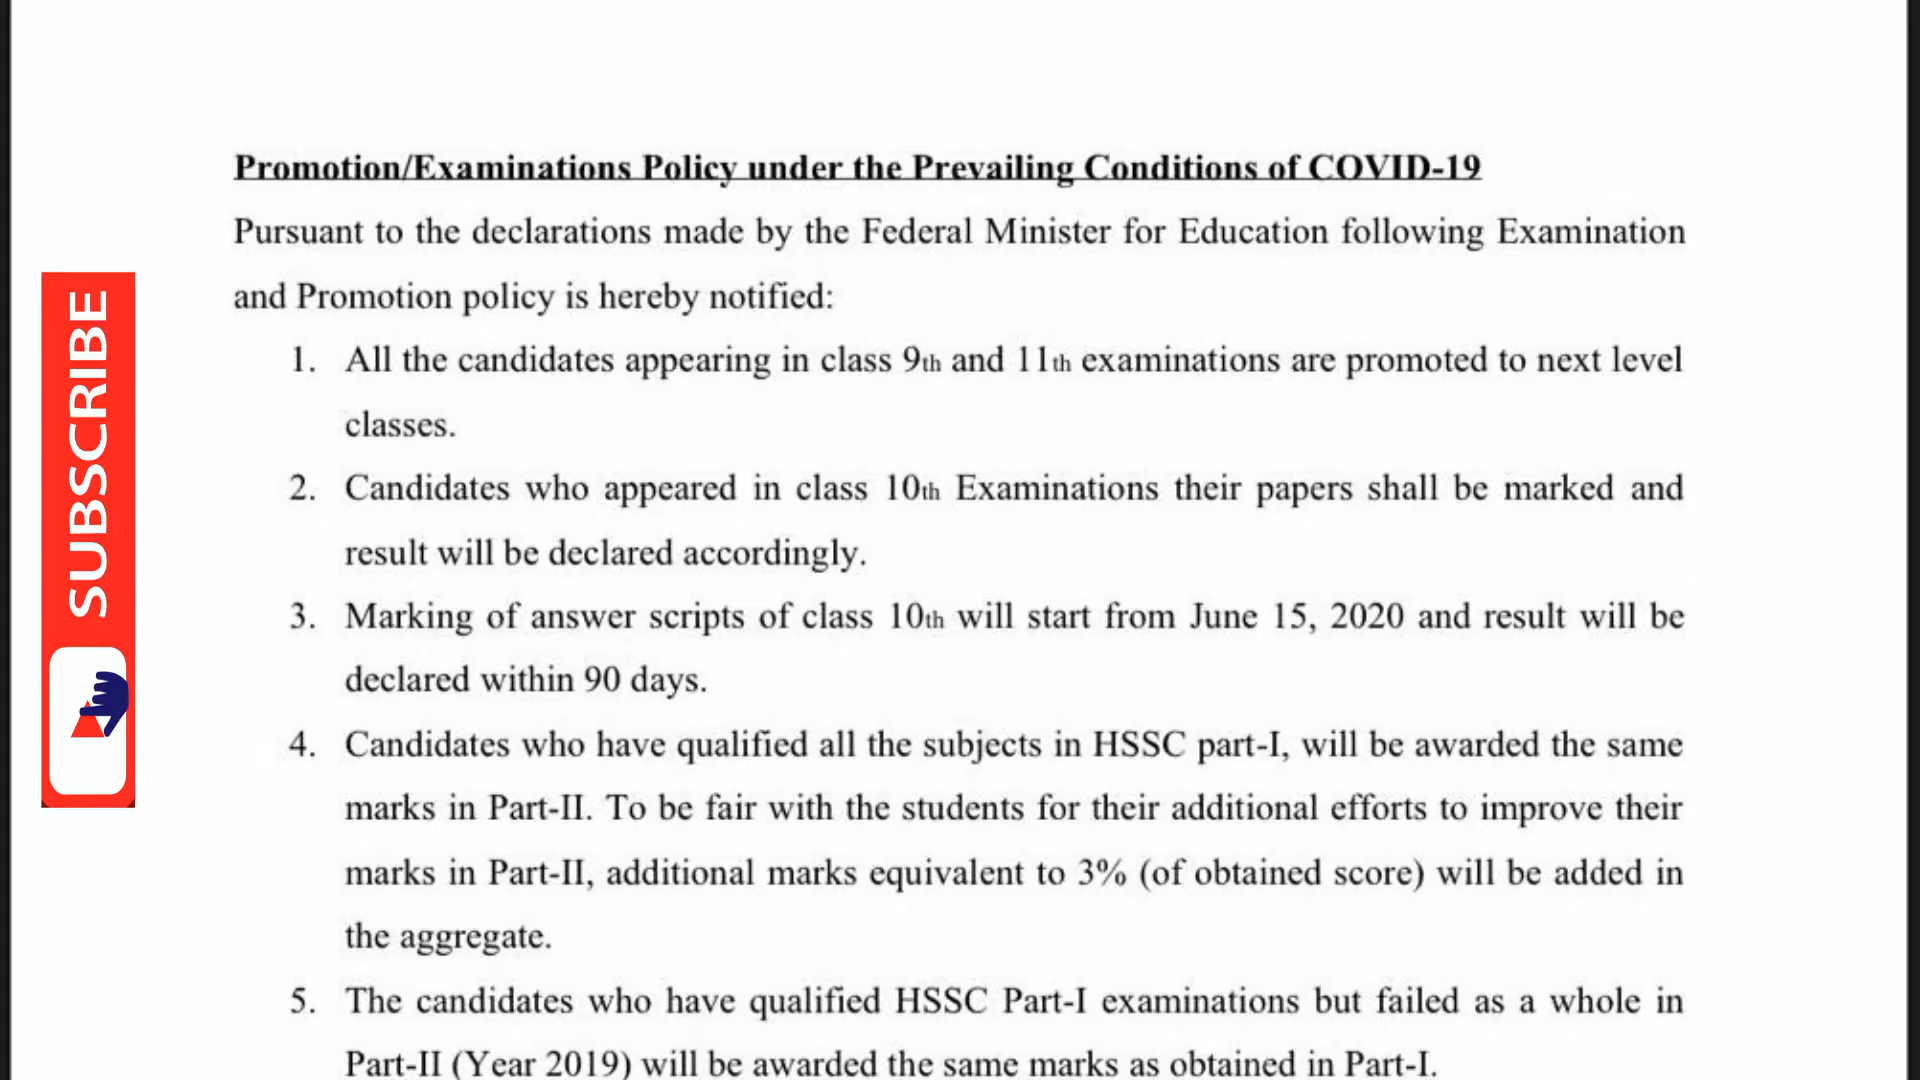 Promotion/Examinations Policy under the Prevailing Conditions of COVID-19
Pursuant to the declarations made by the Federal Minister for Education following Examination
and Promotion policy is hereby notified:
1. All the candidates appearing in class 9th and 11th examinations are promoted to next level
classes.
2. Candidates who appeared in class 10th Examinations their papers shall be marked and
result will be declared accordingly.
3. Marking of answer scripts of class 10th will start from June 15, 2020 and result will be
declared within 90 days.
4. Candidates who have qualified all the subjects in HSSC part-I, will be awarded the same
marks in Part-II. To be fair with the students for their additional efforts to improve their
marks in Part-II, additional marks equivalent to 3% (of obtained score) will be added in
the aggregate.
5. The candidates who have qualified HSSC Part-I examinations but failed as a whole in
Part-II (Year 2019) will be awarded the same marks as obtained in Part-I.
SUBSCRIBE